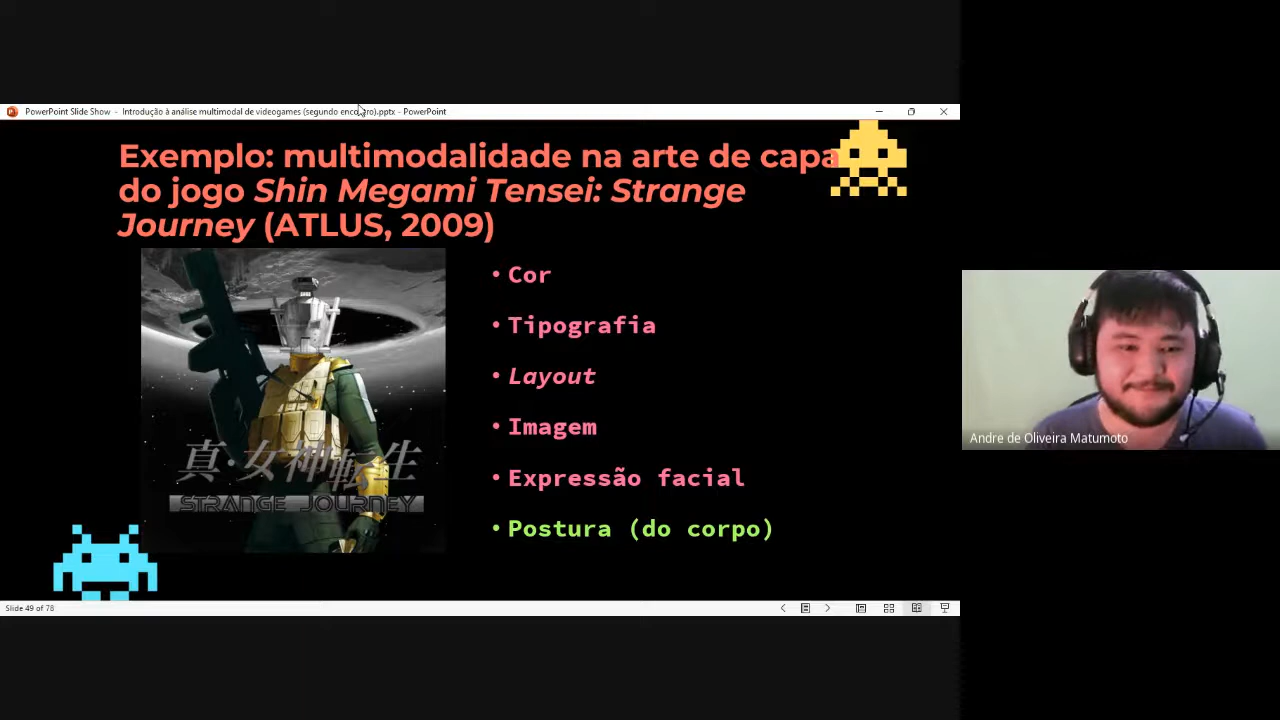 PowerPoint Slide Show - Introdução à análise multimodal de videogames (segundo encontro).pptx - PowerPoint
Exemplo: multimodalidade na arte de capa
do jogo Shin Megami Tensei: Strange
Journey (ATLUS, 2009)
• Cor
• Tipografia
• Layout
• Imagem
• Expressão facial
• Postura (do corpo)
真・女神転生
STRANGE JOURNEY
Andre de Oliveira Matumoto
Slide 49 of 78